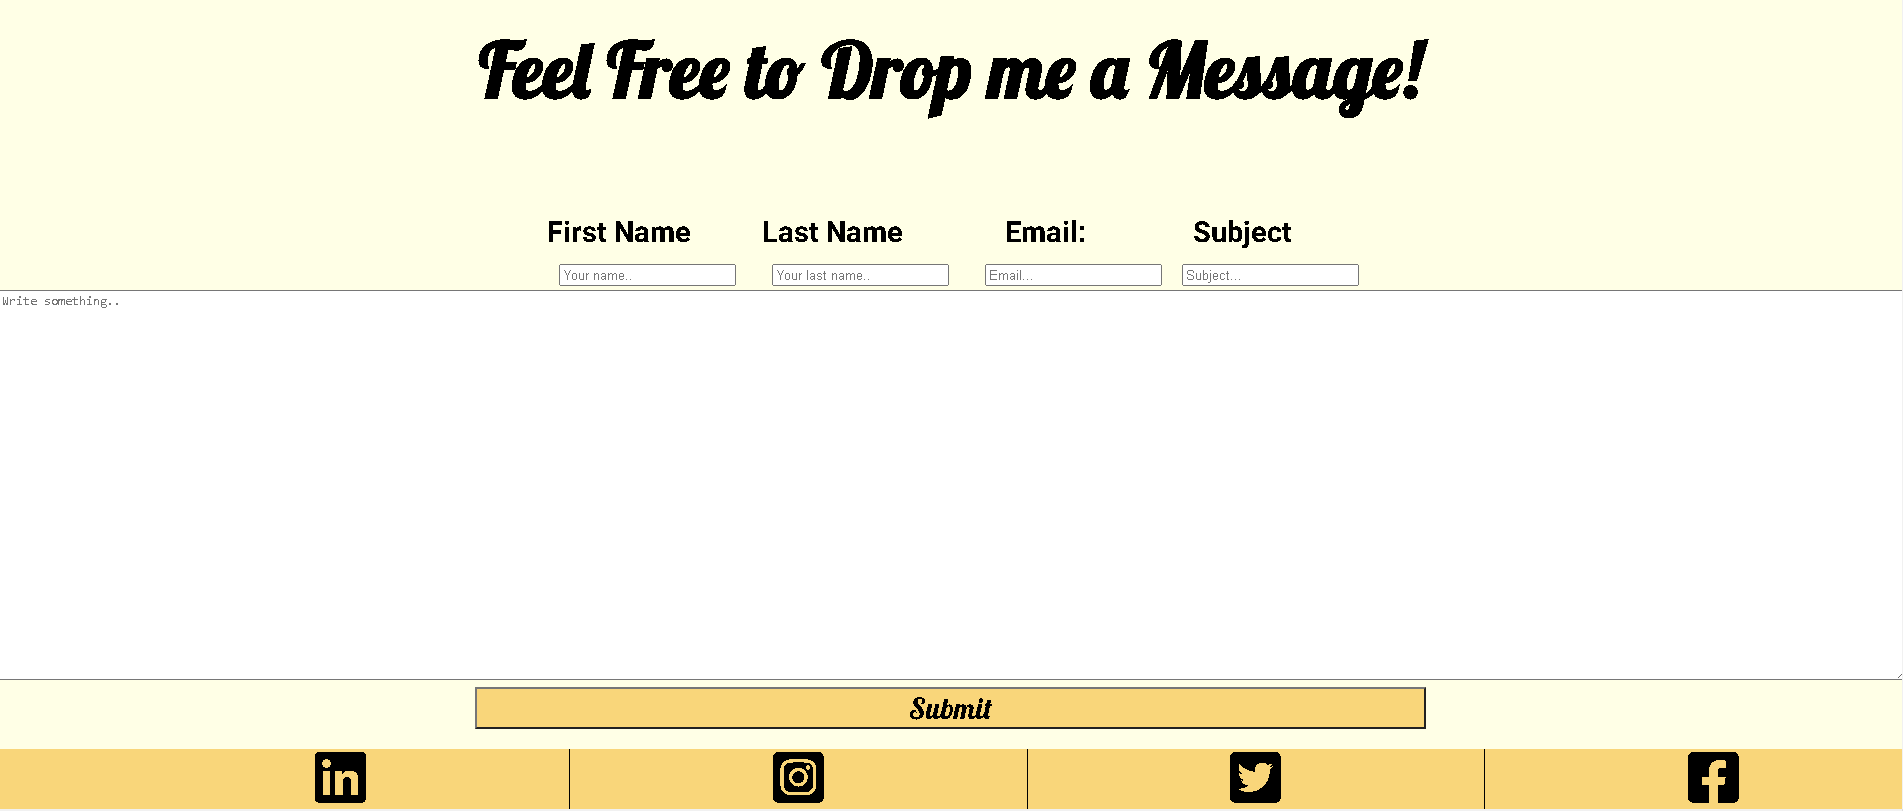 Feel Free to Drop me a Message!
First Name Last Name Email: Subject
Your name.. Your last name.. Email... Subject...
Write something..
Submit
in